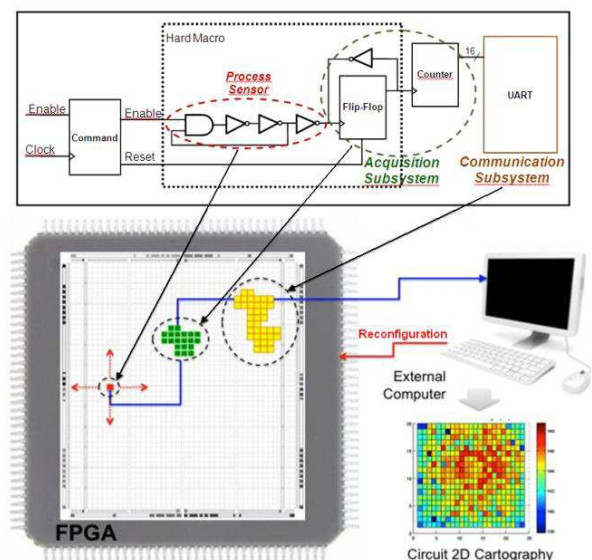 Hard Macro
Process
Sensor
16
Counter
UART
Enable
Enable
Flip-Flop
Command
Clock
Reset
Acquisition
Subsystem
Communication
Subsystem
Reconfiguration
External
Computer
FPGA
Circuit 2D Cartography